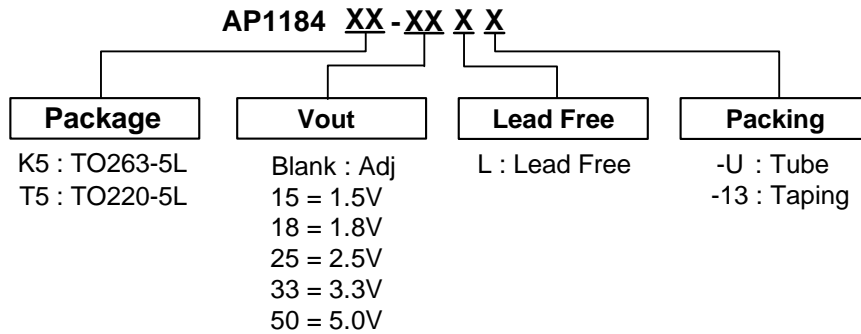 AP1184 XX - XX X X
Package
K5 : TO263-5L
T5 : TO220-5L
Vout
Blank : Adj
15 = 1.5V
18 = 1.8V
25 = 2.5V
33 = 3.3V
50 = 5.0V
Lead Free
L : Lead Free
Packing
-U : Tube
-13 : Taping